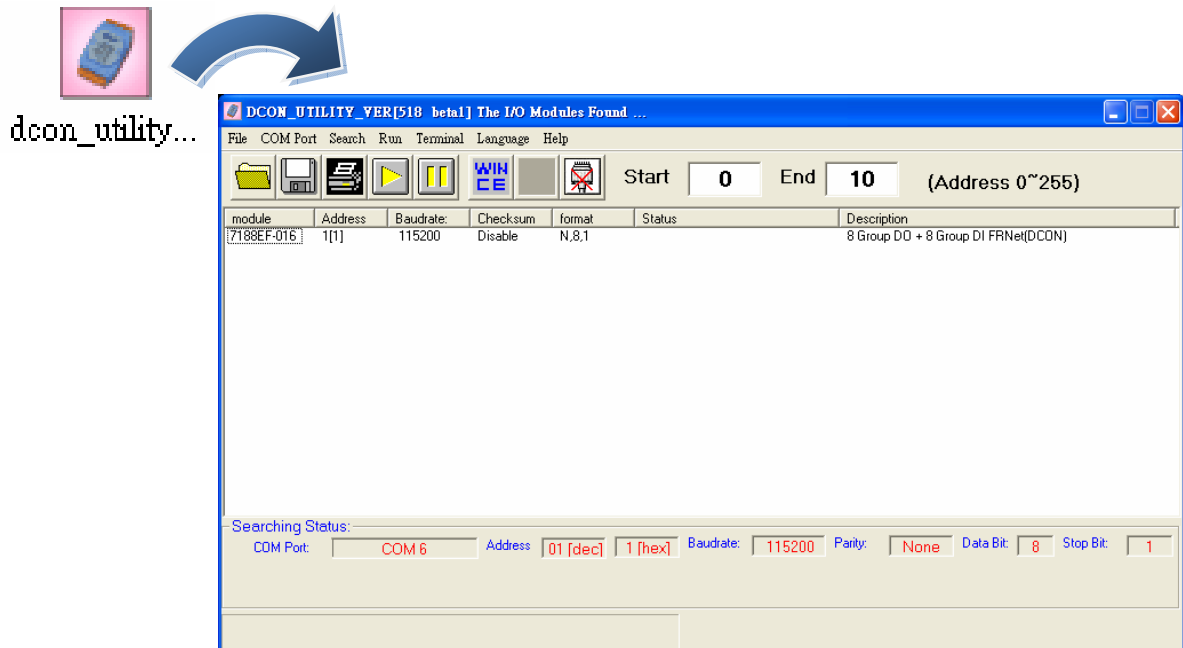 dcon_utility...
DCON_UTILITY_VER[518 beta1] The I/O Modules Found ...
File COM Port Search Run Terminal Language Help
WIN CE Start 0 End 10 (Address 0~255)
module Address Baudrate: Checksum format Status Description
7188EF-016 1[1] 115200 Disable N,8,1 8 Group DO + 8 Group DI FRNet(DCON)
Searching Status:
COM Port: COM 6 Address 01 [dec] 1 [hex] Baudrate: 115200 Parity: None Data Bit: 8 Stop Bit: 1